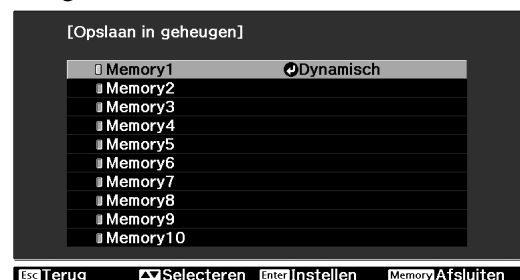 [Opslaan in geheugen]
Memory1 Dynamisch
Memory2
Memory3
Memory4
Memory5
Memory6
Memory7
Memory8
Memory9
Memory10
Esc Terug Selecteren Enter Instellen Memory Afsluiten